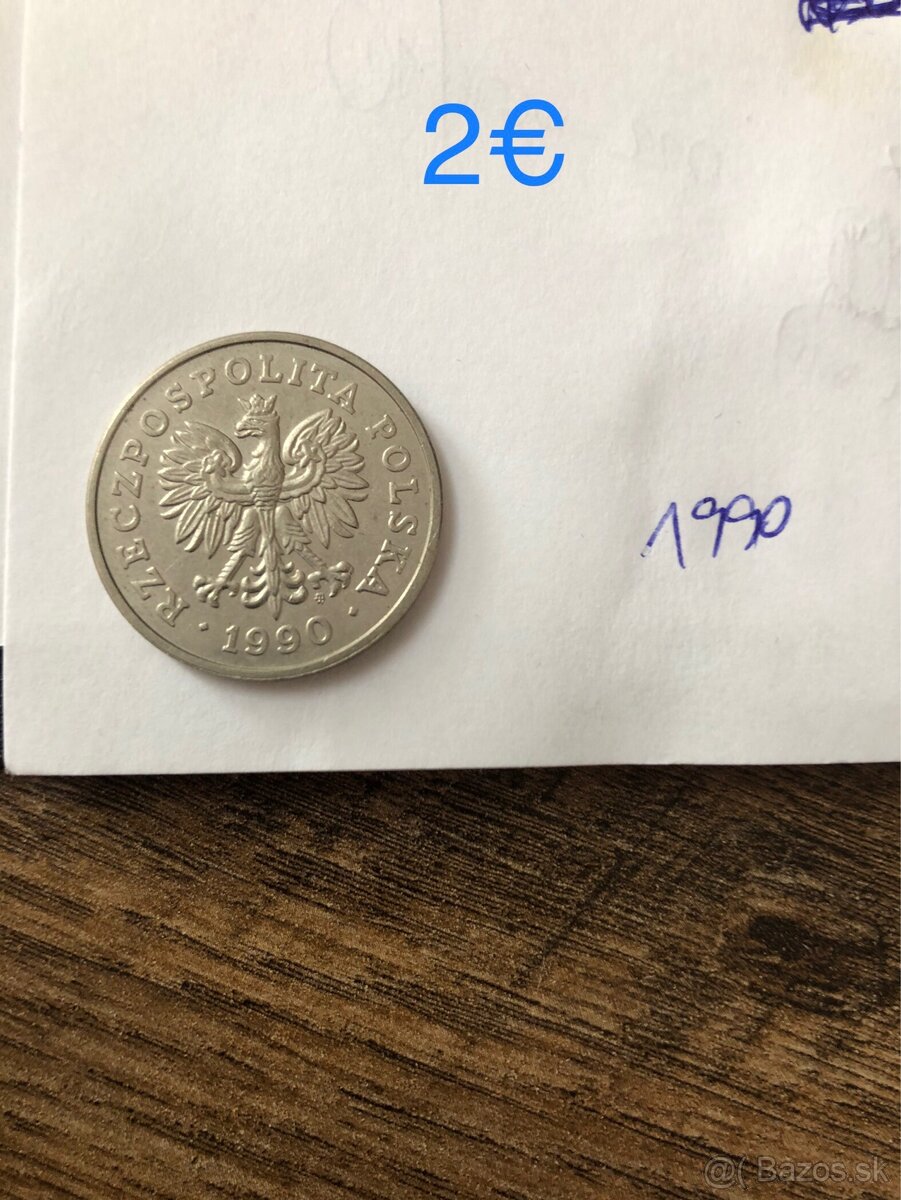 2€
RZECZPOSPOLITA POLSKA
· 1990 ·
1990
@( Bazos.sk